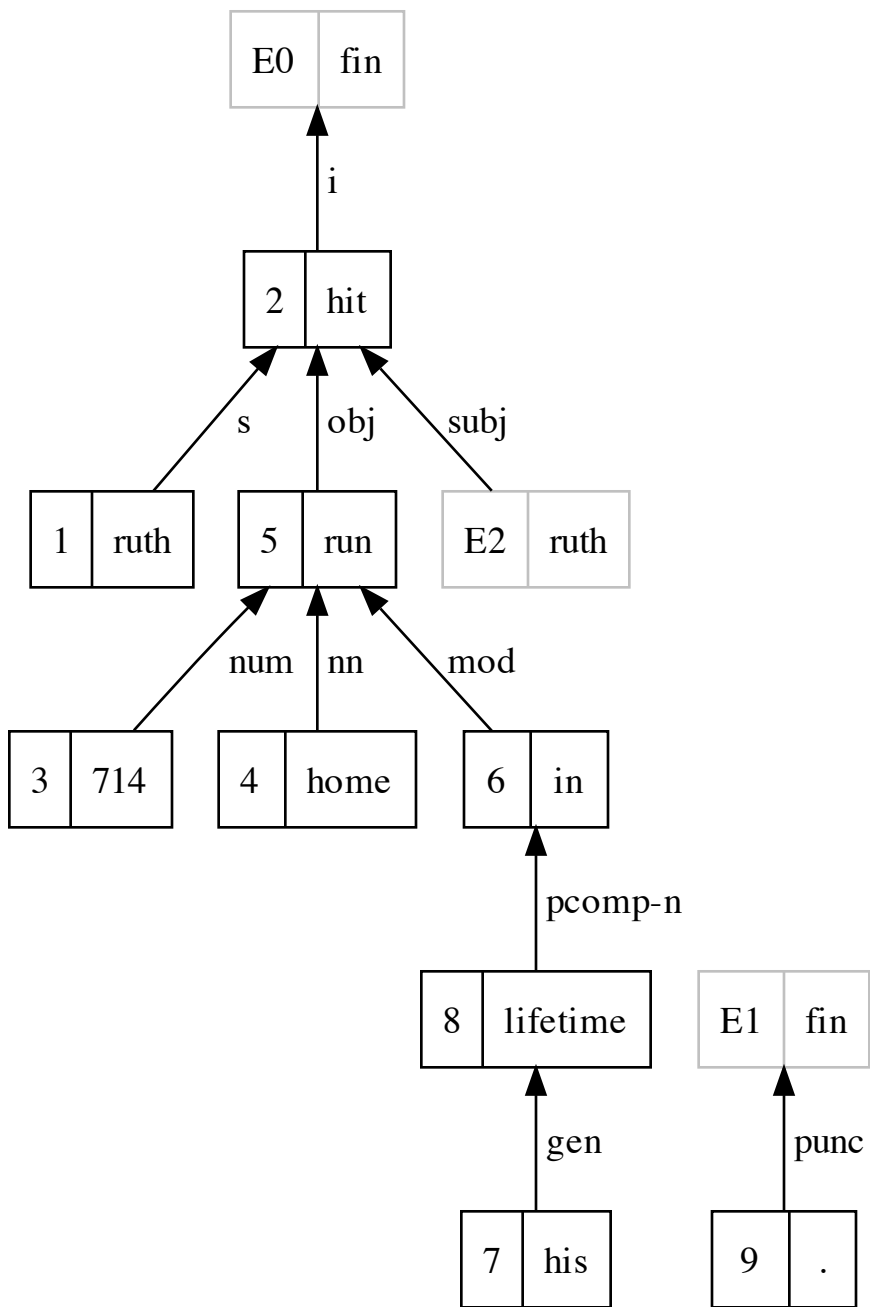 E0 fin
i
2 hit
s obj subj
1 ruth 5 run E2 ruth
num nn mod
3 714 4 home 6 in
pcomp-n
8 lifetime E1 fin
gen punc
7 his 9 .